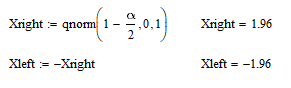 Xright := qnorm(1 - α/2, 0, 1) Xright = 1.96
Xleft := -Xright Xleft = -1.96